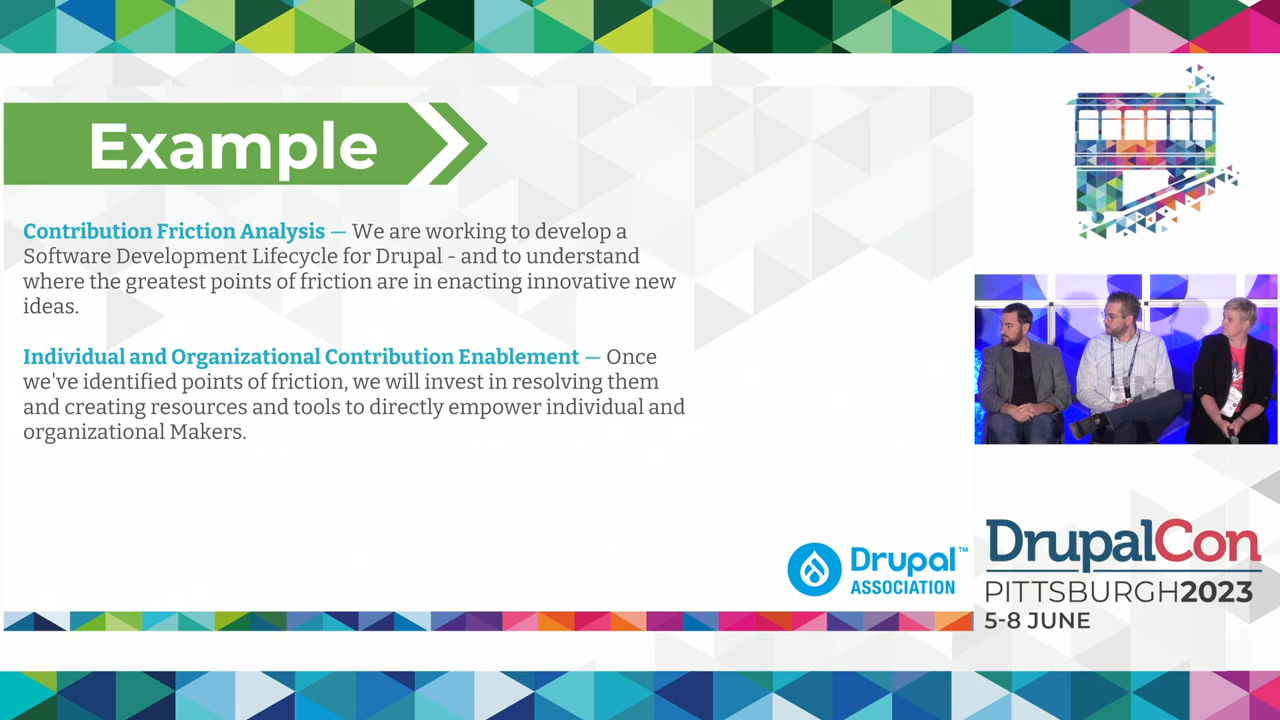 Example
Contribution Friction Analysis — We are working to develop a
Software Development Lifecycle for Drupal - and to understand
where the greatest points of friction are in enacting innovative new
ideas.
Individual and Organizational Contribution Enablement — Once
we've identified points of friction, we will invest in resolving them
and creating resources and tools to directly empower individual and
organizational Makers.
Drupal™
ASSOCIATION
DrupalCon
PITTSBURGH2023
5-8 JUNE